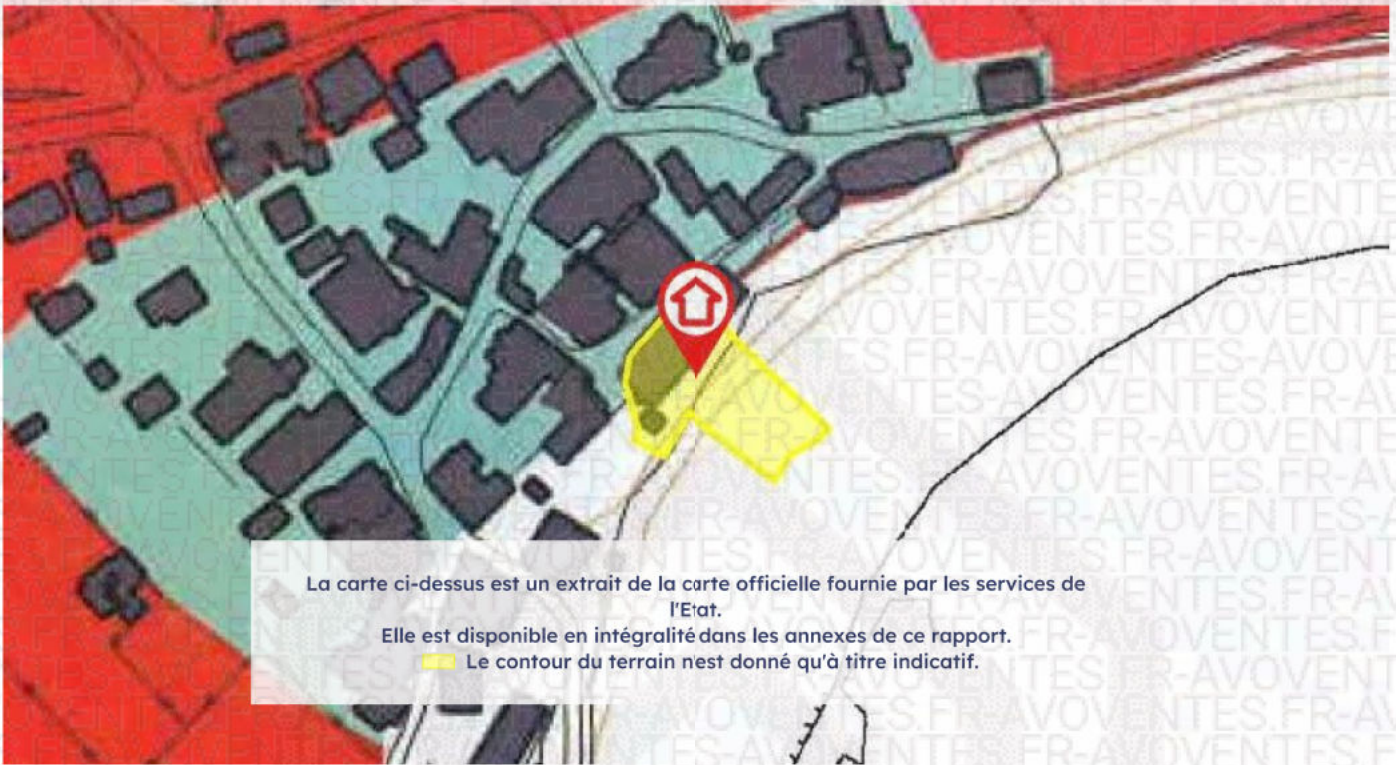 La carte ci-dessus est un extrait de la carte officielle fournie par les services de
l'Etat.
Elle est disponible en intégralité dans les annexes de ce rapport.
Le contour du terrain n'est donné qu'à titre indicatif.